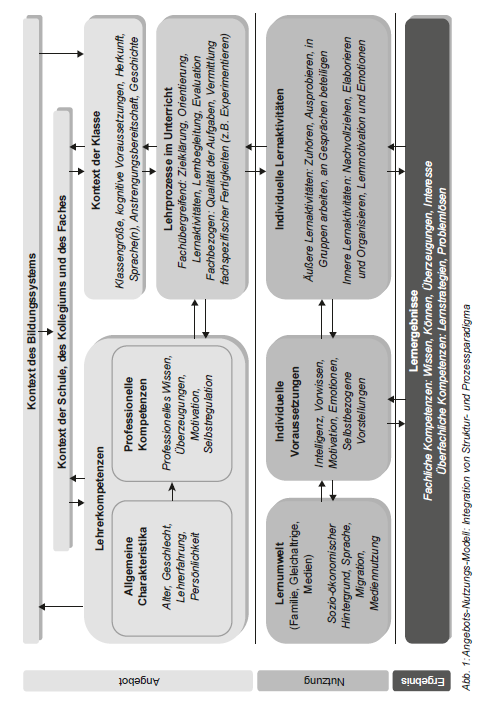 Kontext des Bildungssystems
Kontext der Schule, des Kollegiums und des Faches
Lehrerkompetenzen
Allgemeine
Charakteristika
Alter, Geschlecht,
Lehrerfahrung,
Persönlichkeit
Professionelle
Kompetenzen
Professionelles Wissen,
Überzeugungen,
Motivation,
Selbstregulation
Kontext der Klasse
Klassengröße, kognitive Voraussetzungen, Herkunft,
Sprache(n), Anstrengungsbereitschaft, Geschichte
Lehrprozesse im Unterricht
Fachübergreifend: Zielklärung, Orientierung,
Lernaktivitäten, Lernbegleitung, Evaluation
Fachbezogen: Qualität der Aufgaben, Vermittlung
fachspezifischer Fertigkeiten (z.B. Experimentieren)
Lernumwelt
(Familie, Gleichaltrige,
Medien)
Sozio-ökonomischer
Hintergrund, Sprache,
Migration,
Mediennutzung
Individuelle
Voraussetzungen
Intelligenz, Vorwissen,
Motivation, Emotionen,
Selbstbezogene
Vorstellungen
Individuelle Lernaktivitäten
Äußere Lernaktivitäten: Zuhören, Ausprobieren, in
Gruppen arbeiten, an Gesprächen beteiligen
Innere Lernaktivitäten: Nachvollziehen, Elaborieren
und Organisieren, Lernmotivation und Emotionen
Lernergebnisse
Fachliche Kompetenzen: Wissen, Können, Überzeugungen, Interesse
Überfachliche Kompetenzen: Lernstrategien, Problemlösen
Angebot
Nutzung
Ergebnis
Abb. 1: Angebots-Nutzungs-Modell: Integration von Struktur- und Prozessparadigma